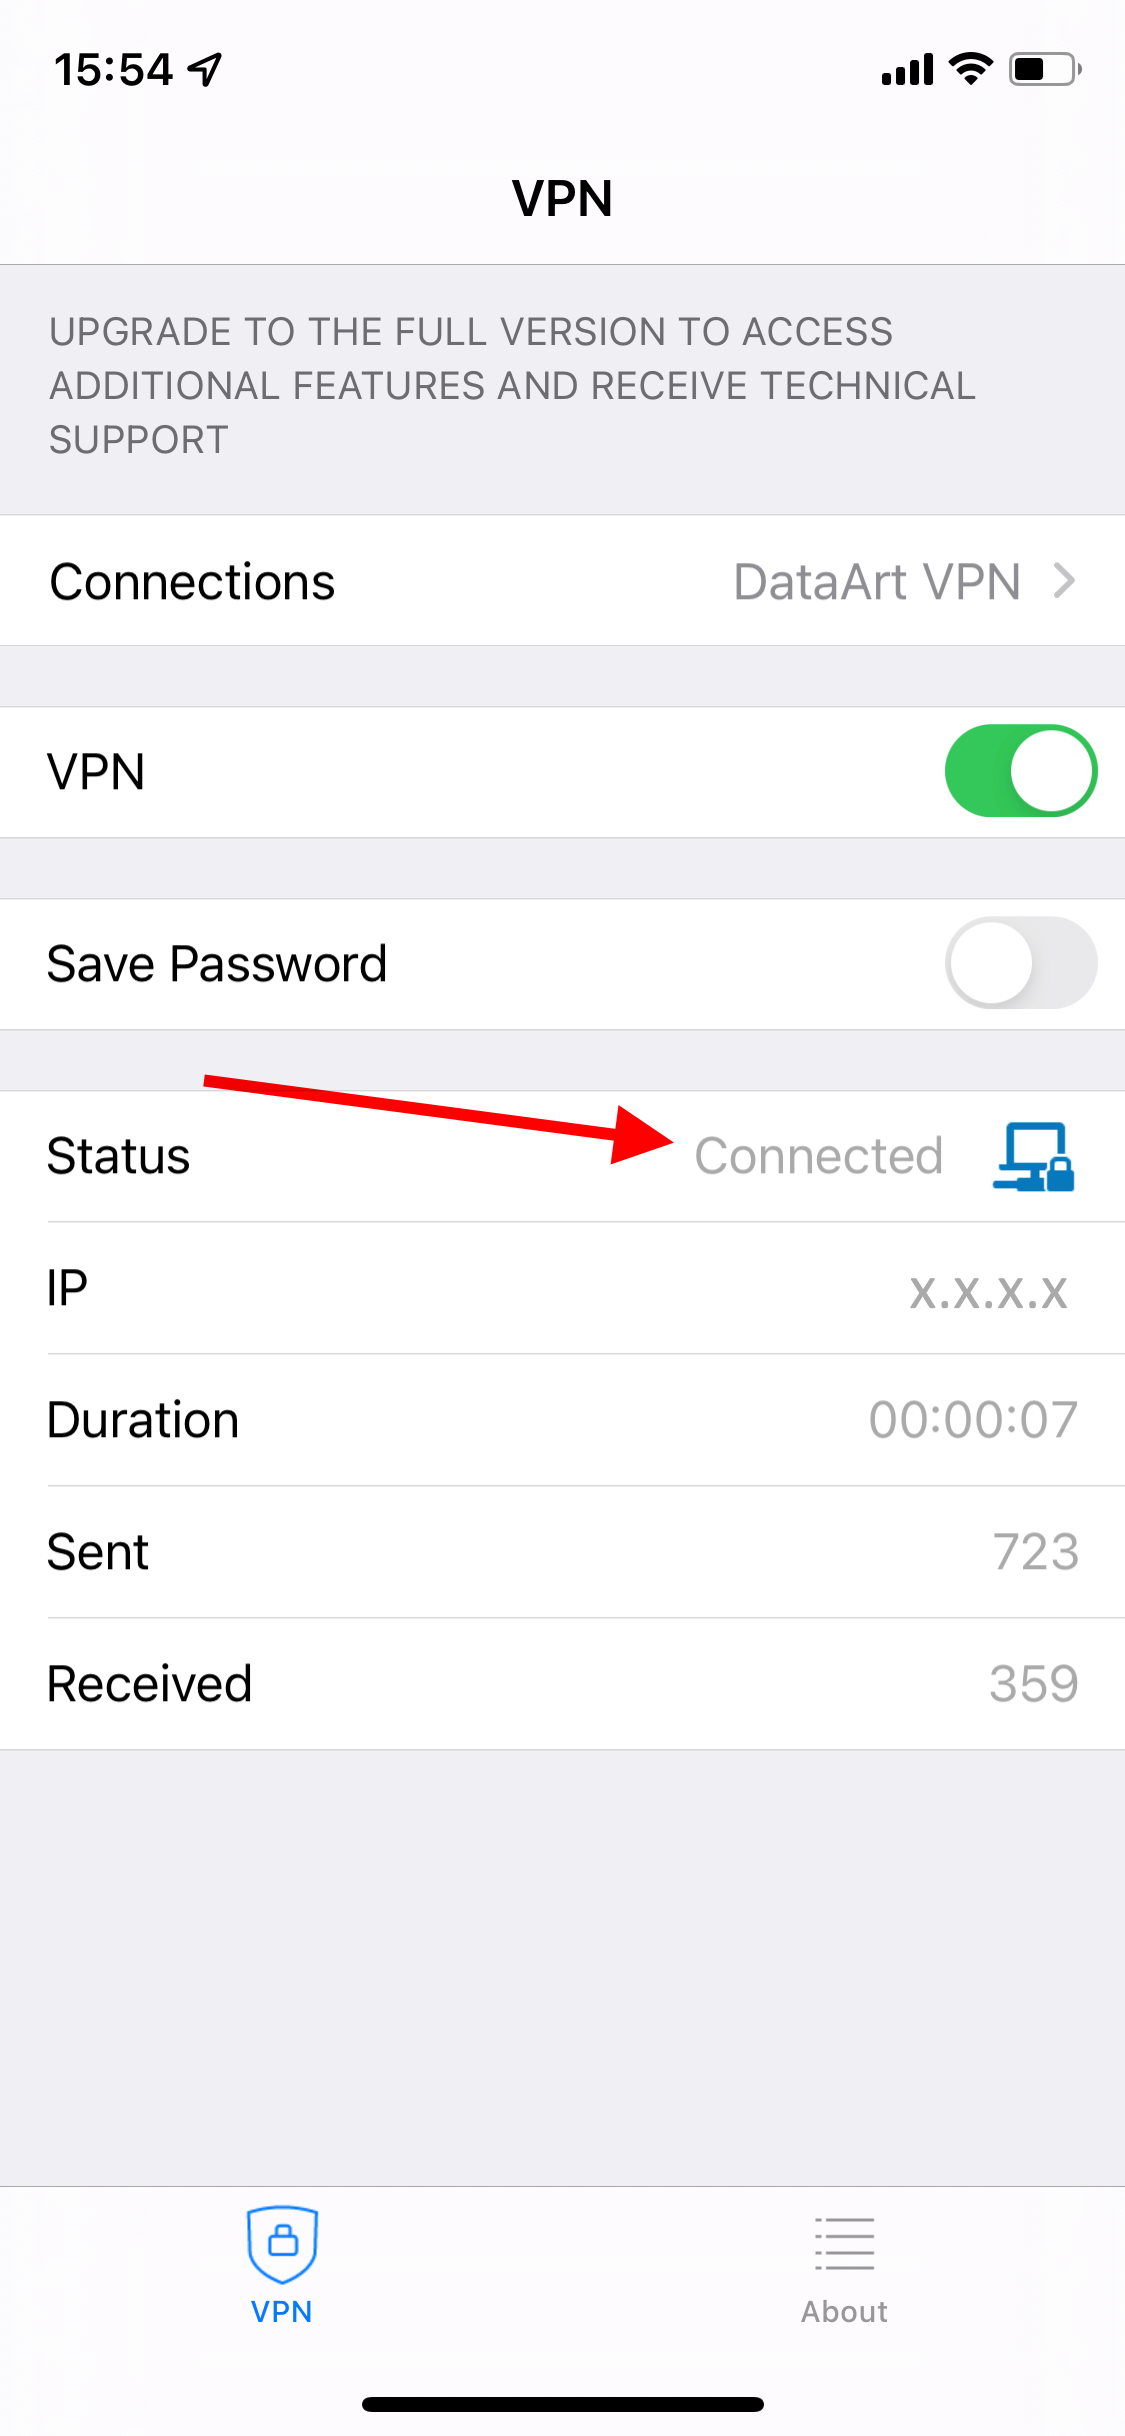 15:54
VPN
UPGRADE TO THE FULL VERSION TO ACCESS
ADDITIONAL FEATURES AND RECEIVE TECHNICAL
SUPPORT
Connections DataArt VPN
VPN
Save Password
Status Connected
IP x.x.x.x
Duration 00:00:07
Sent 723
Received 359
VPN About